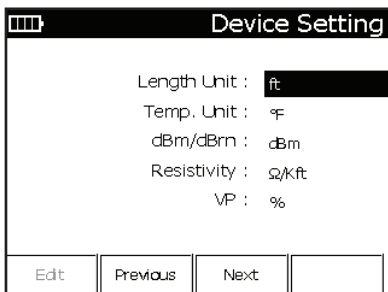 Device Setting
Length Unit : ft
Temp. Unit : °F
dBm/dBrn : dBm
Resistivity : Ω/Kft
VP : %
Edit Previous Next